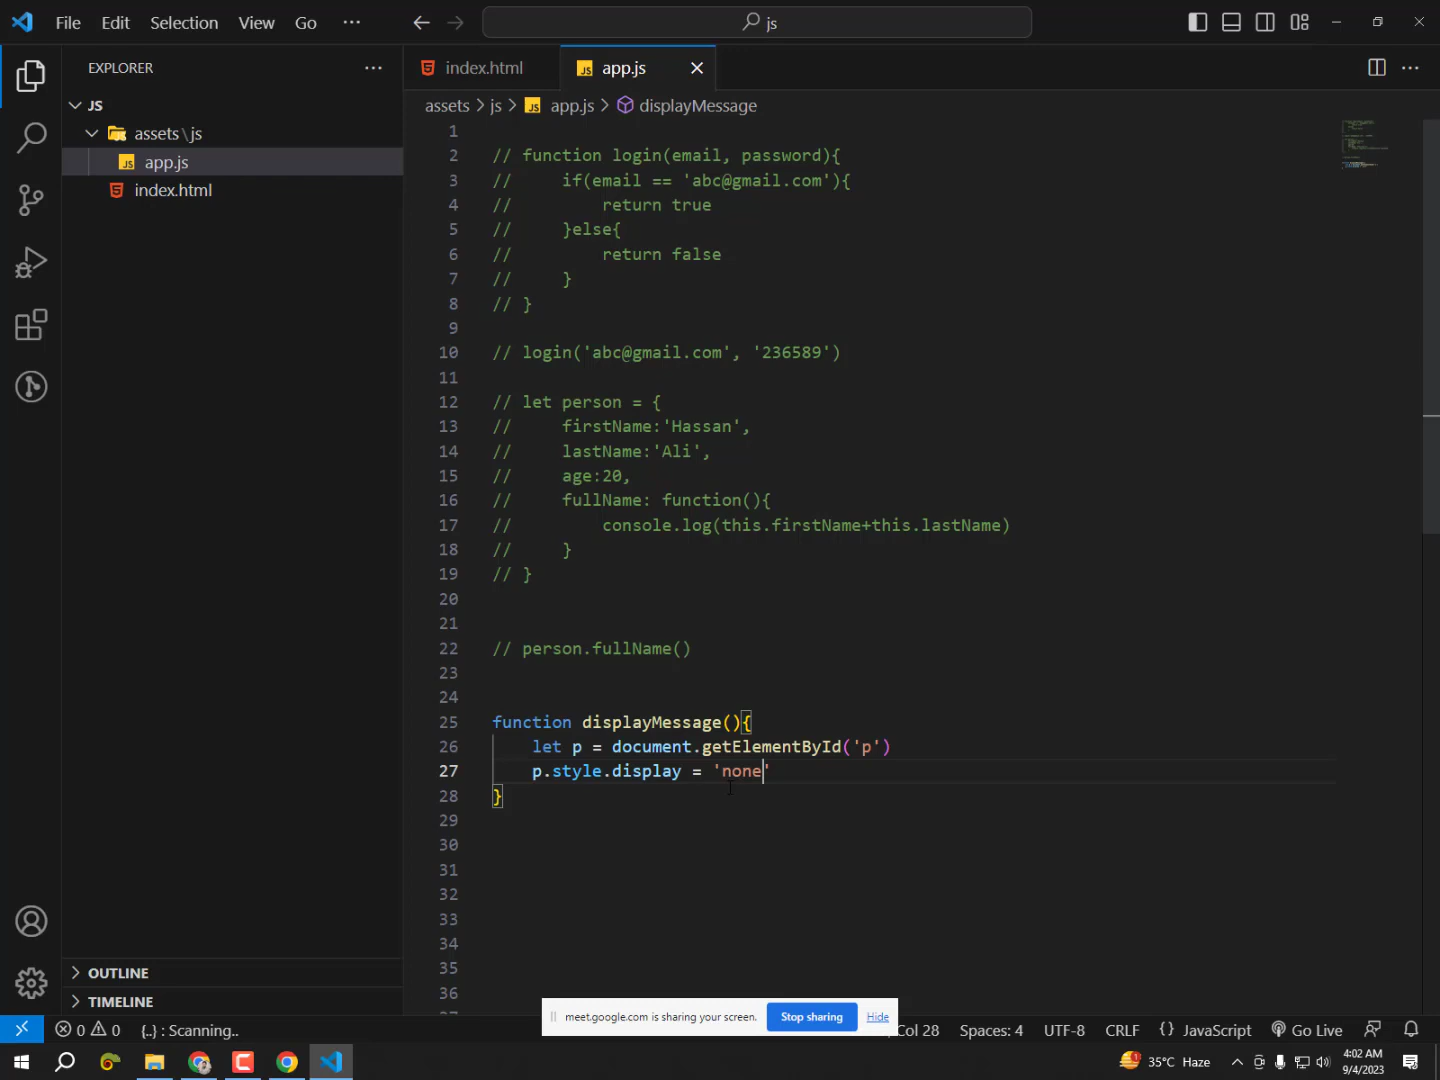 File Edit Selection View Go ··· js
EXPLORER ···
JS
assets\js
app.js
index.html
OUTLINE
TIMELINE
index.html app.js
assets > js > app.js > displayMessage
1
2 // function login(email, password){
3 //     if(email == 'abc@gmail.com'){
4 //         return true
5 //     }else{
6 //         return false
7 //     }
8 // }
9
10 // login('abc@gmail.com', '236589')
11
12 // let person = {
13 //     firstName:'Hassan',
14 //     lastName:'Ali',
15 //     age:20,
16 //     fullName: function(){
17 //         console.log(this.firstName+this.lastName)
18 //     }
19 // }
20
21
22 // person.fullName()
23
24
25 function displayMessage(){
26     let p = document.getElementById('p')
27     p.style.display = 'none'
28 }
29
30
31
32
33
34
35
36
meet.google.com is sharing your screen. Stop sharing Hide
0 0 {..} : Scanning.. Col 28 Spaces: 4 UTF-8 CRLF {} JavaScript Go Live
35°C Haze 4:02 AM
9/4/2023